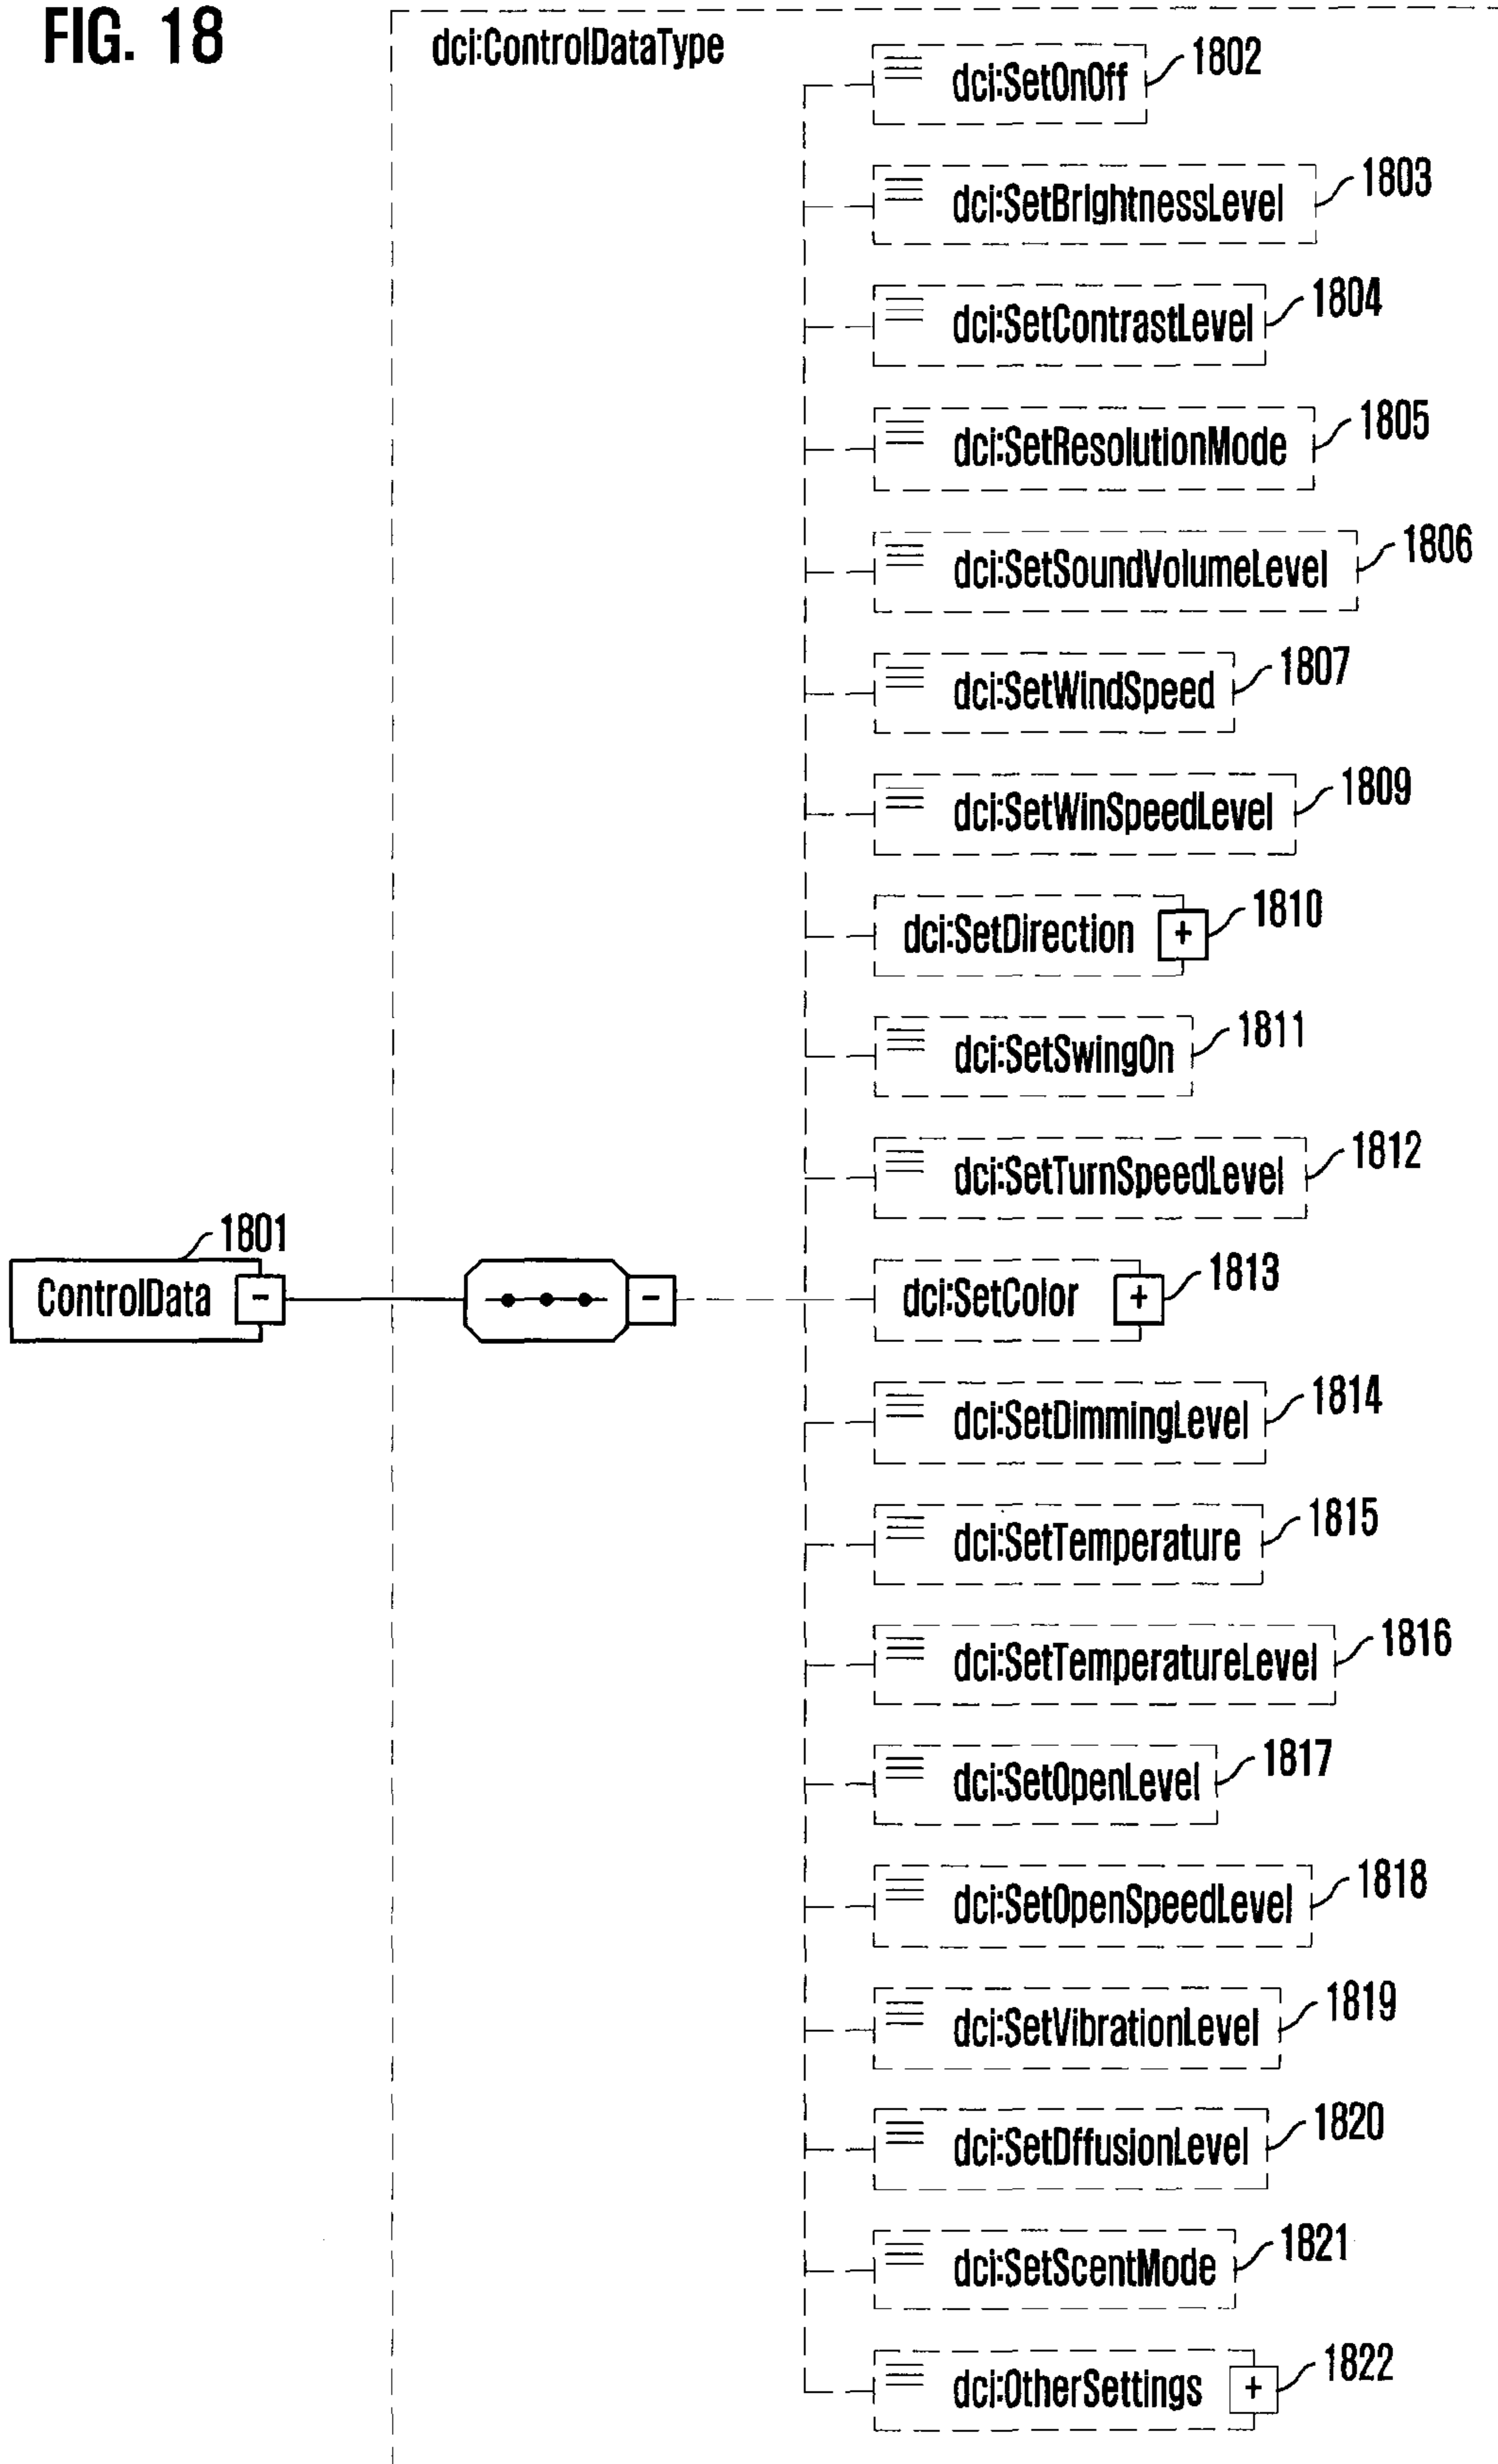 FIG. 18
dci:ControlDataType
dci:SetOnOff
1802
dci:SetBrightnessLevel
1803
dci:SetContrastLevel
1804
dci:SetResolutionMode
1805
dci:SetSoundVolumeLevel
1806
dci:SetWindSpeed
1807
dci:SetWinSpeedLevel
1809
dci:SetDirection +
1810
dci:SetSwingOn
1811
dci:SetTurnSpeedLevel
1812
1801
ControlData -
-
dci:SetColor +
1813
dci:SetDimmingLevel
1814
dci:SetTemperature
1815
dci:SetTemperatureLevel
1816
dci:SetOpenLevel
1817
dci:SetOpenSpeedLevel
1818
dci:SetVibrationLevel
1819
dci:SetDffusionLevel
1820
dci:SetScentMode
1821
dci:OtherSettings +
1822